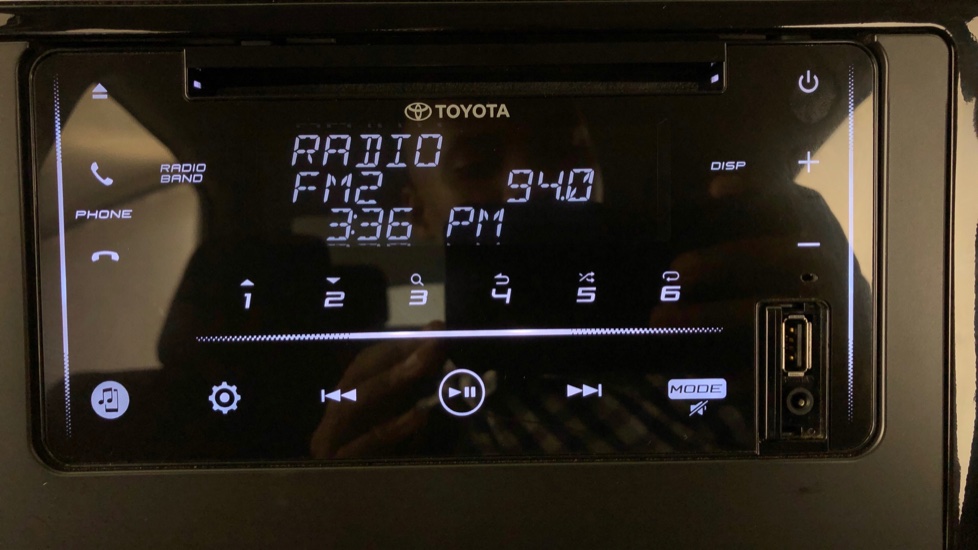 TOYOTA
RADIO
FM2 94.0
3:36 PM
RADIO
BAND
DISP
PHONE
1 2 3 4 5 6
MODE